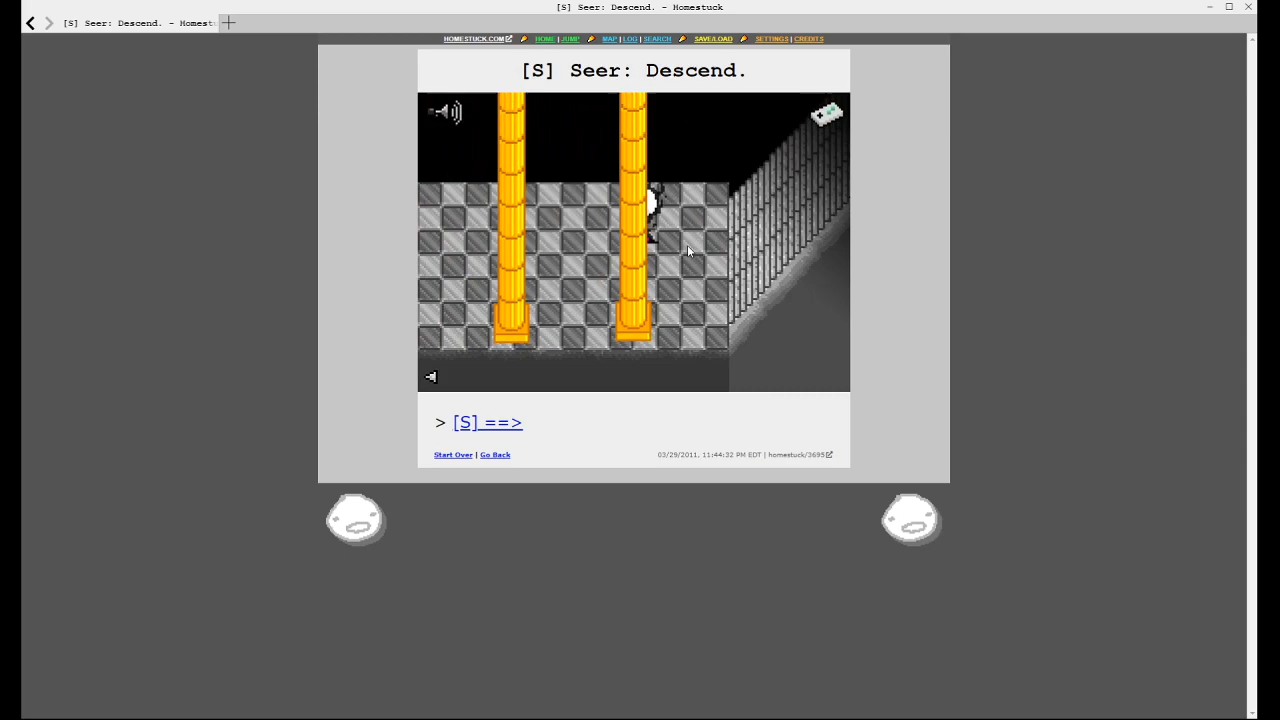 [S] Seer: Descend. - Homestuck
[S] Seer: Descend. - Homest
HOMESTUCK.COM HOME | JUMP MAP | LOG | SEARCH SAVE/LOAD SETTINGS | CREDITS
[S] Seer: Descend.
> [S] ==>
Start Over | Go Back 03/29/2011, 11:44:32 PM EDT | homestuck/3695